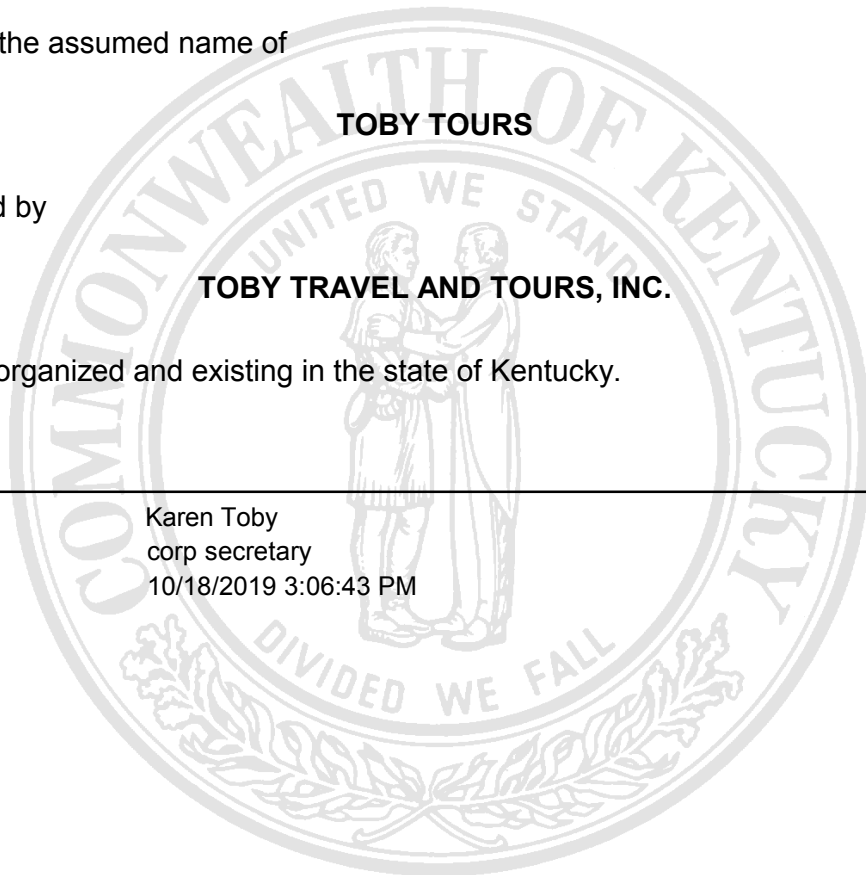 the assumed name of
TOBY TOURS
d by
TOBY TRAVEL AND TOURS, INC.
organized and existing in the state of Kentucky.
Karen Toby
corp secretary
10/18/2019 3:06:43 PM
COMMONWEALTH OF KENTUCKY
UNITED WE STAND
DIVIDED WE FALL